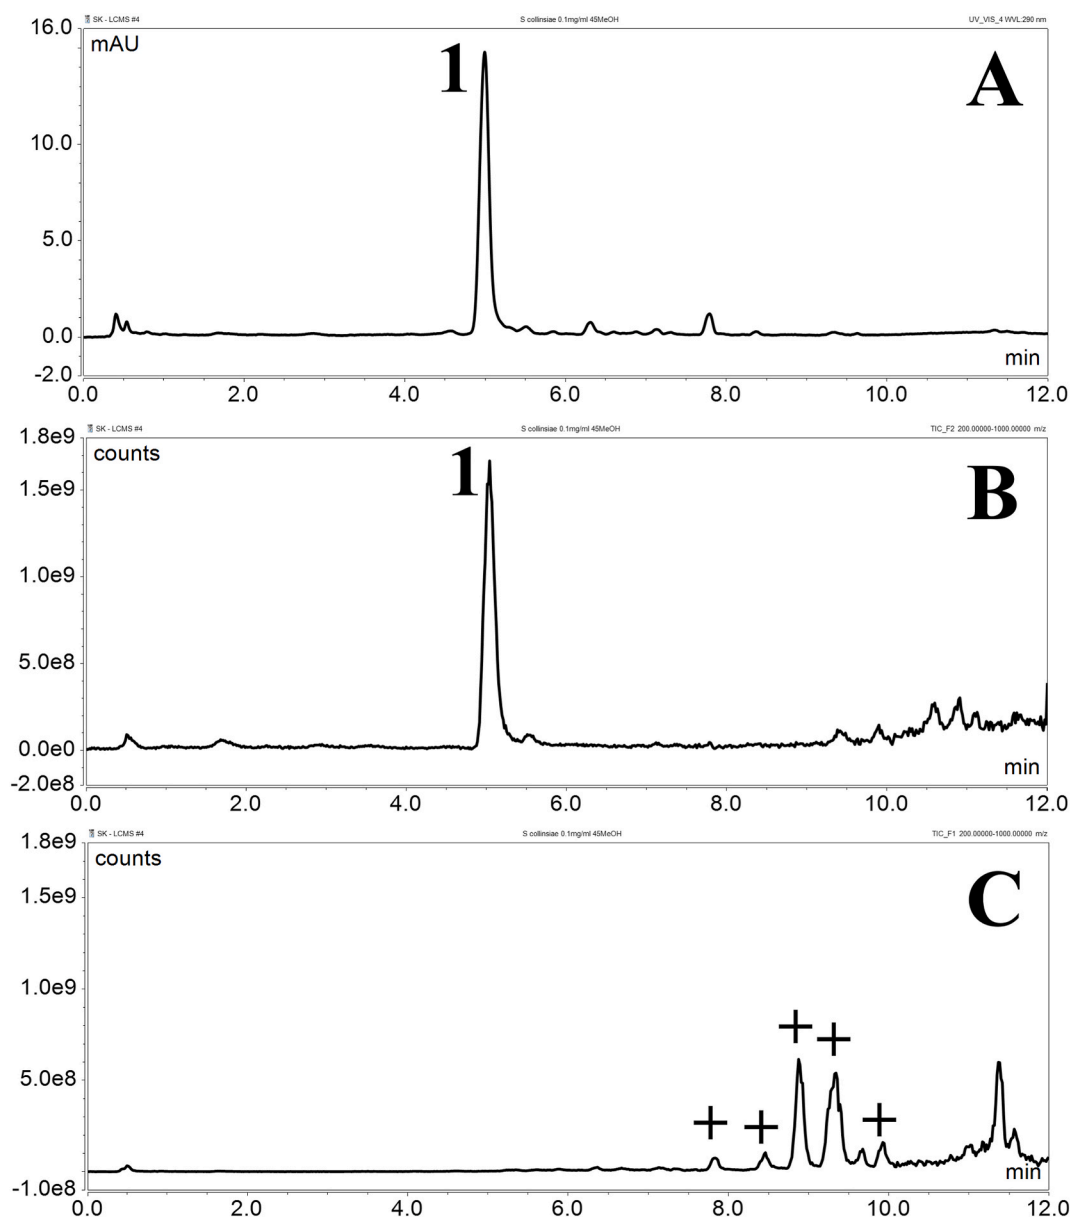 SK - LCMS #4 S collinsiae 0.1mg/ml 45MeOH UV_VIS_4 WVL:290 nm
16.0
mAU
1
A
10.0
5.0
0.0
min
-2.0
0.0 2.0 4.0 6.0 8.0 10.0 12.0
SK - LCMS #4 S collinsiae 0.1mg/ml 45MeOH TIC_F2 200.00000-1000.00000 m/z
1.8e9
counts
1
B
1.5e9
1.0e9
5.0e8
0.0e0
min
-2.0e8
0.0 2.0 4.0 6.0 8.0 10.0 12.0
SK - LCMS #4 S collinsiae 0.1mg/ml 45MeOH TIC_F1 200.00000-1000.00000 m/z
1.8e9
counts
C
1.5e9
1.0e9
+ +
5.0e8
+ + +
min
-1.0e8
0.0 2.0 4.0 6.0 8.0 10.0 12.0